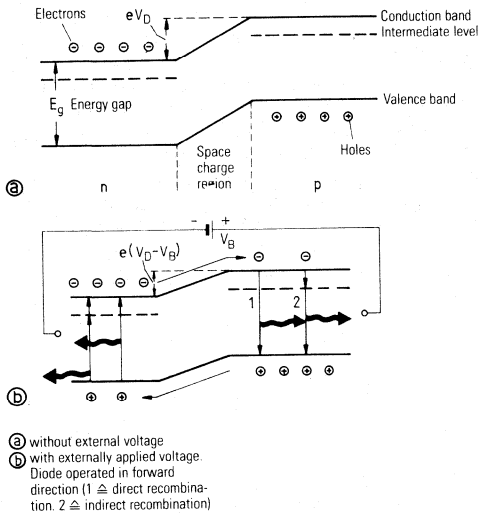 Electrons
eV_D
Conduction band
Intermediate level
E_g Energy gap
Valence band
Holes
Space
charge
region
ⓐ
n
p
- +
V_B
e(V_D-V_B)
1
2
ⓑ
ⓐ without external voltage
ⓑ with externally applied voltage.
Diode operated in forward
direction (1 ≙ direct recombina-
tion. 2 ≙ indirect recombination)